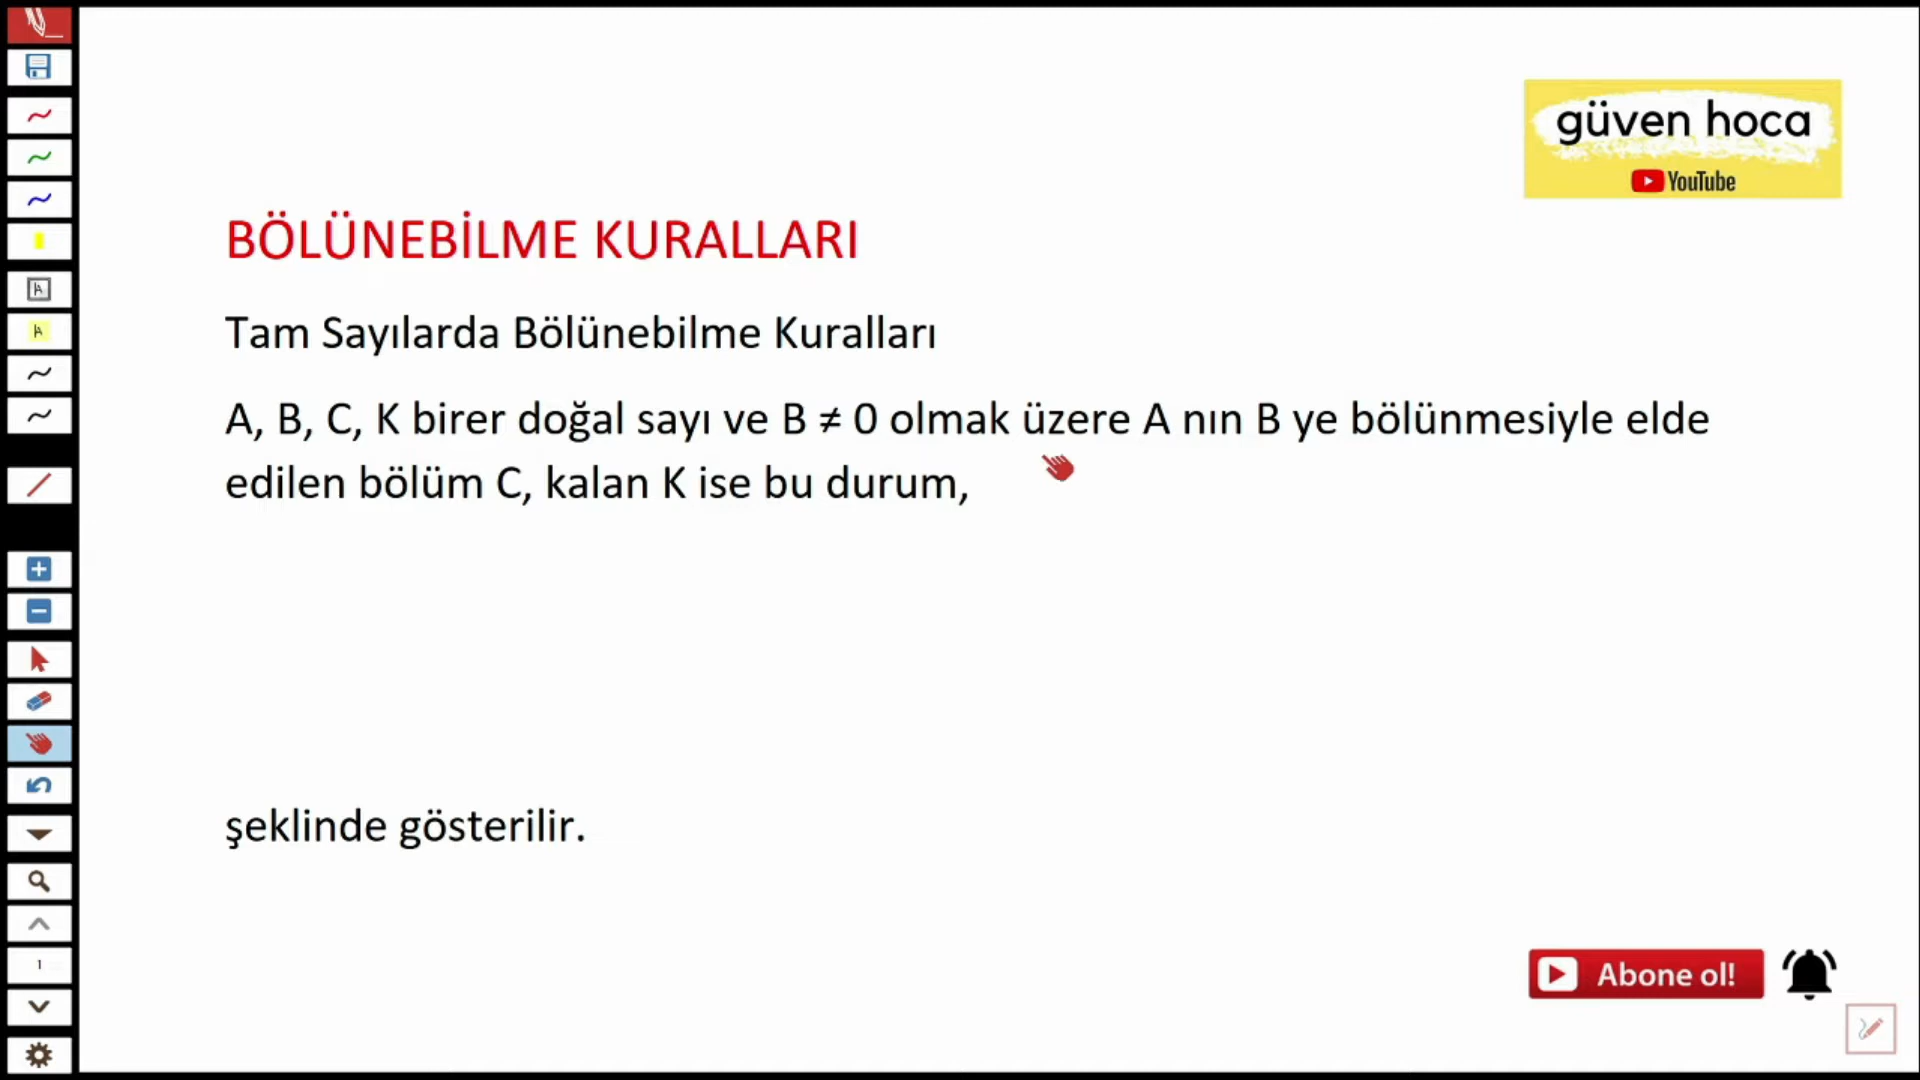 güven hoca
YouTube
BÖLÜNEBİLME KURALLARI
Tam Sayılarda Bölünebilme Kuralları
A, B, C, K birer doğal sayı ve B ≠ 0 olmak üzere A nın B ye bölünmesiyle elde
edilen bölüm C, kalan K ise bu durum,
şeklinde gösterilir.
1
Abone ol!